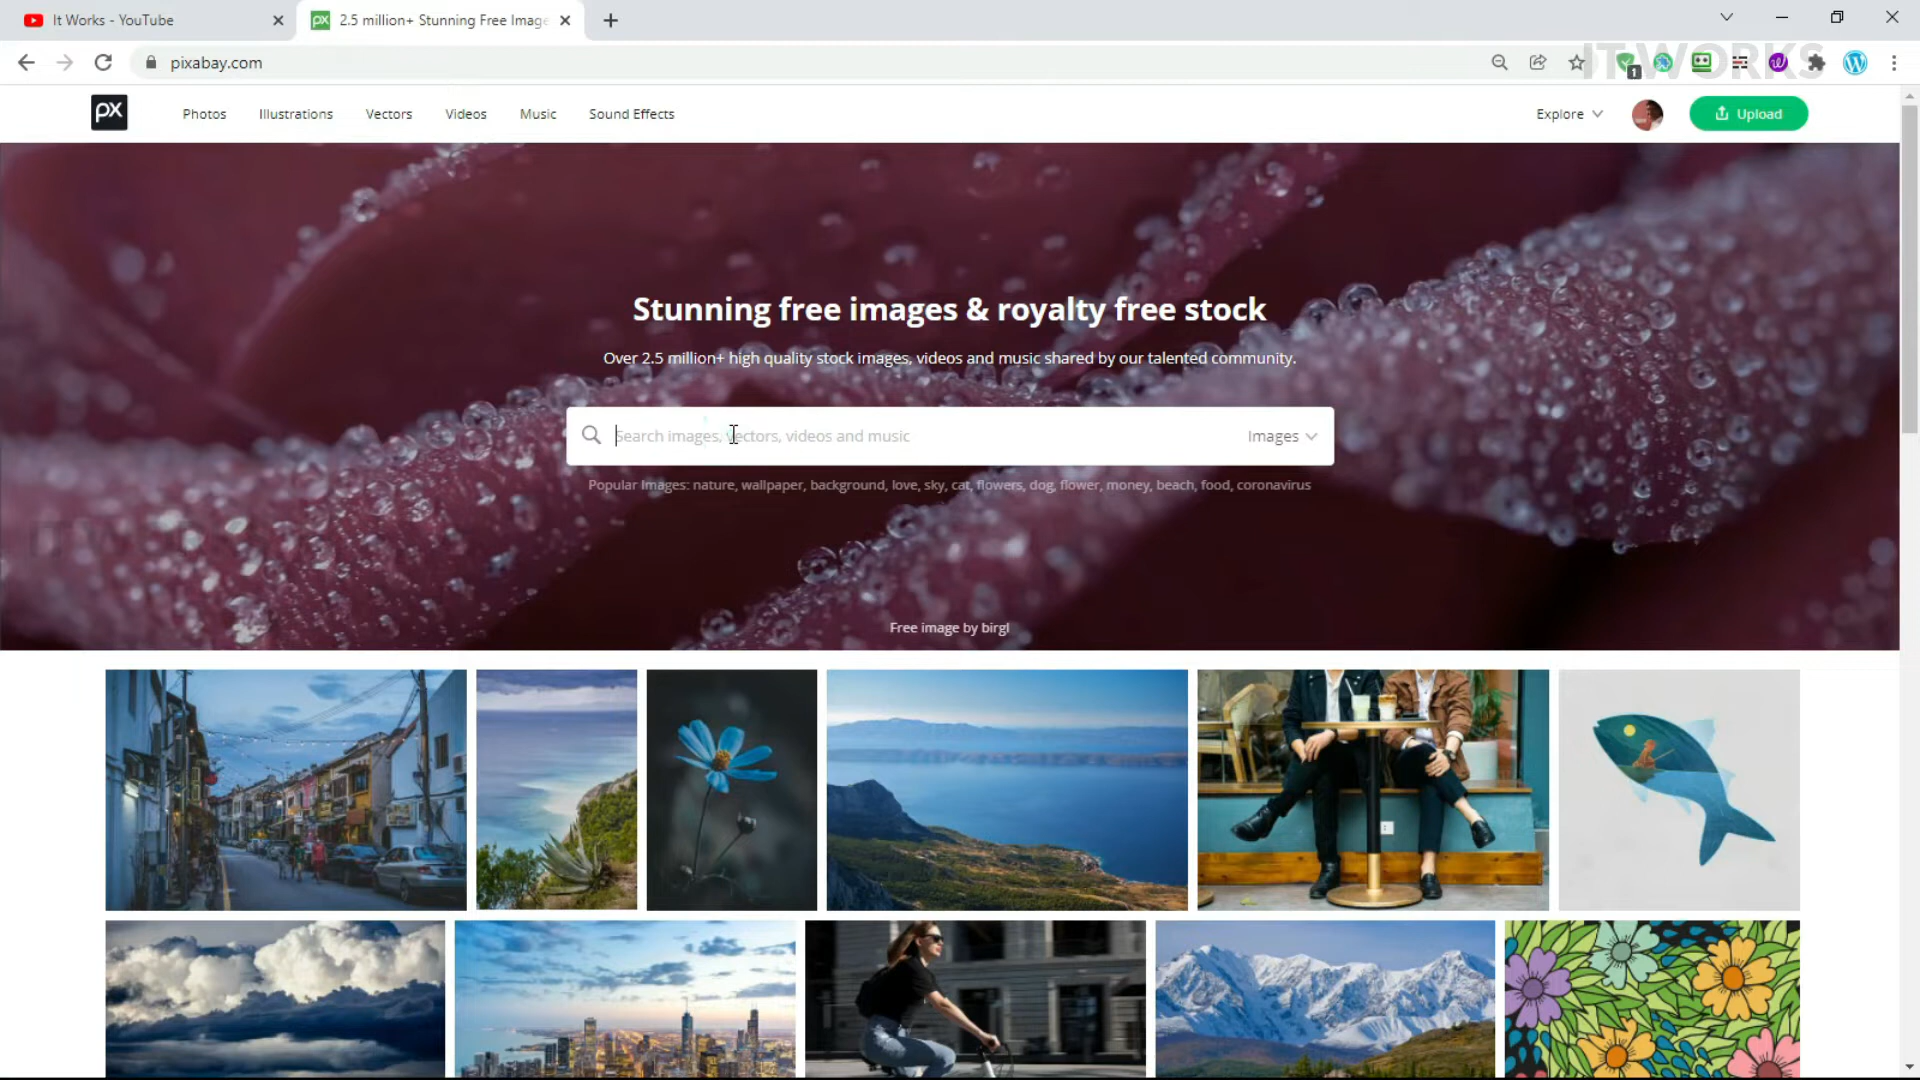 It Works - YouTube
2.5 million+ Stunning Free Image
pixabay.com
IT WORKS
1
px
Photos
Illustrations
Vectors
Videos
Music
Sound Effects
Explore
Upload
Stunning free images & royalty free stock
Over 2.5 million+ high quality stock images, videos and music shared by our talented community.
Search images, vectors, videos and music
Images
Popular Images: nature, wallpaper, background, love, sky, cat, flowers, dog, flower, money, beach, food, coronavirus
Free image by birgl